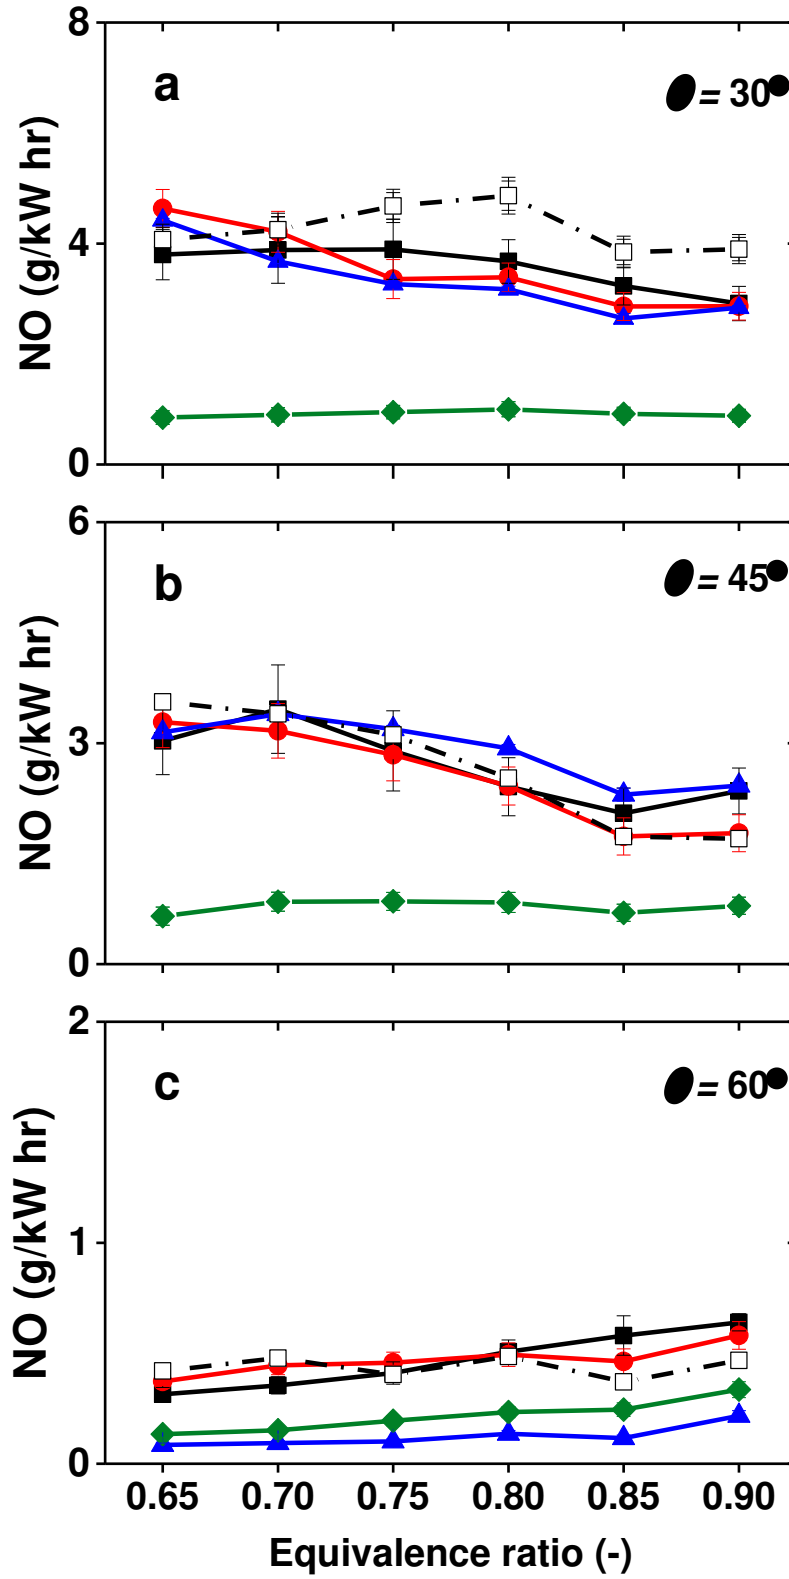 8
a
= 30
4
0
NO (g/kW hr)
6
b
= 45
3
0
NO (g/kW hr)
2
c
= 60
1
0
NO (g/kW hr)
0.65 0.70 0.75 0.80 0.85 0.90
Equivalence ratio (-)